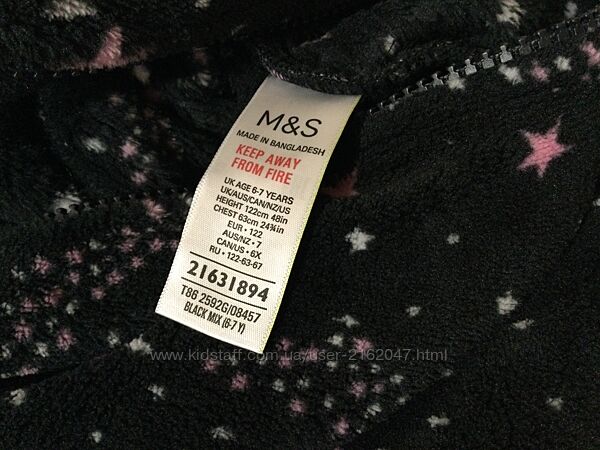 M&S
MADE IN BANGLADESH
KEEP AWAY
FROM FIRE
UK AGE 6-7 YEARS
UK/AUS/CAN/NZ/US
HEIGHT 122cm 48in
CHEST 63cm 24¾in
EUR • 122
AUS/NZ • 7
CAN/US • 6X
RU • 122-63-67
21631894
T86 2592G/08457
BLACK MIX (6-7 Y)
www.kidstaff.com.ua/user-2162047.html